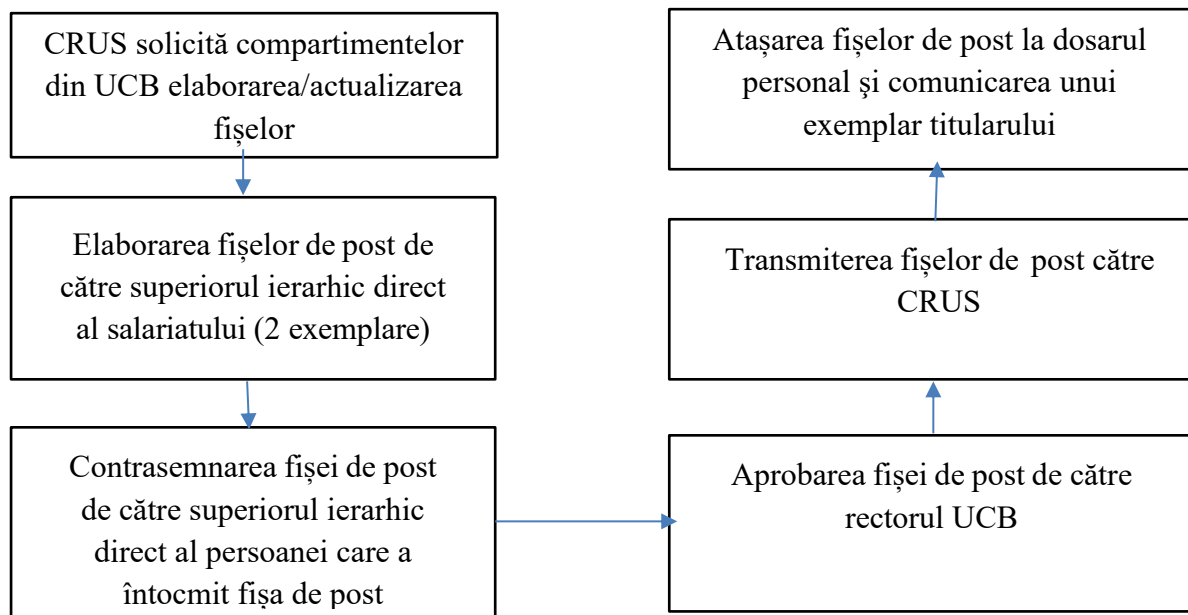 CRUS solicită compartimentelor
din UCB elaborarea/actualizarea
fișelor
Elaborarea fișelor de post de
către superiorul ierarhic direct
al salariatului (2 exemplare)
Contrasemnarea fișei de post
de către superiorul ierarhic
direct al persoanei care a
întocmit fișa de post
Aprobarea fișei de post de către
rectorul UCB
Transmiterea fișelor de post către
CRUS
Atașarea fișelor de post la dosarul
personal şi comunicarea unui
exemplar titularului